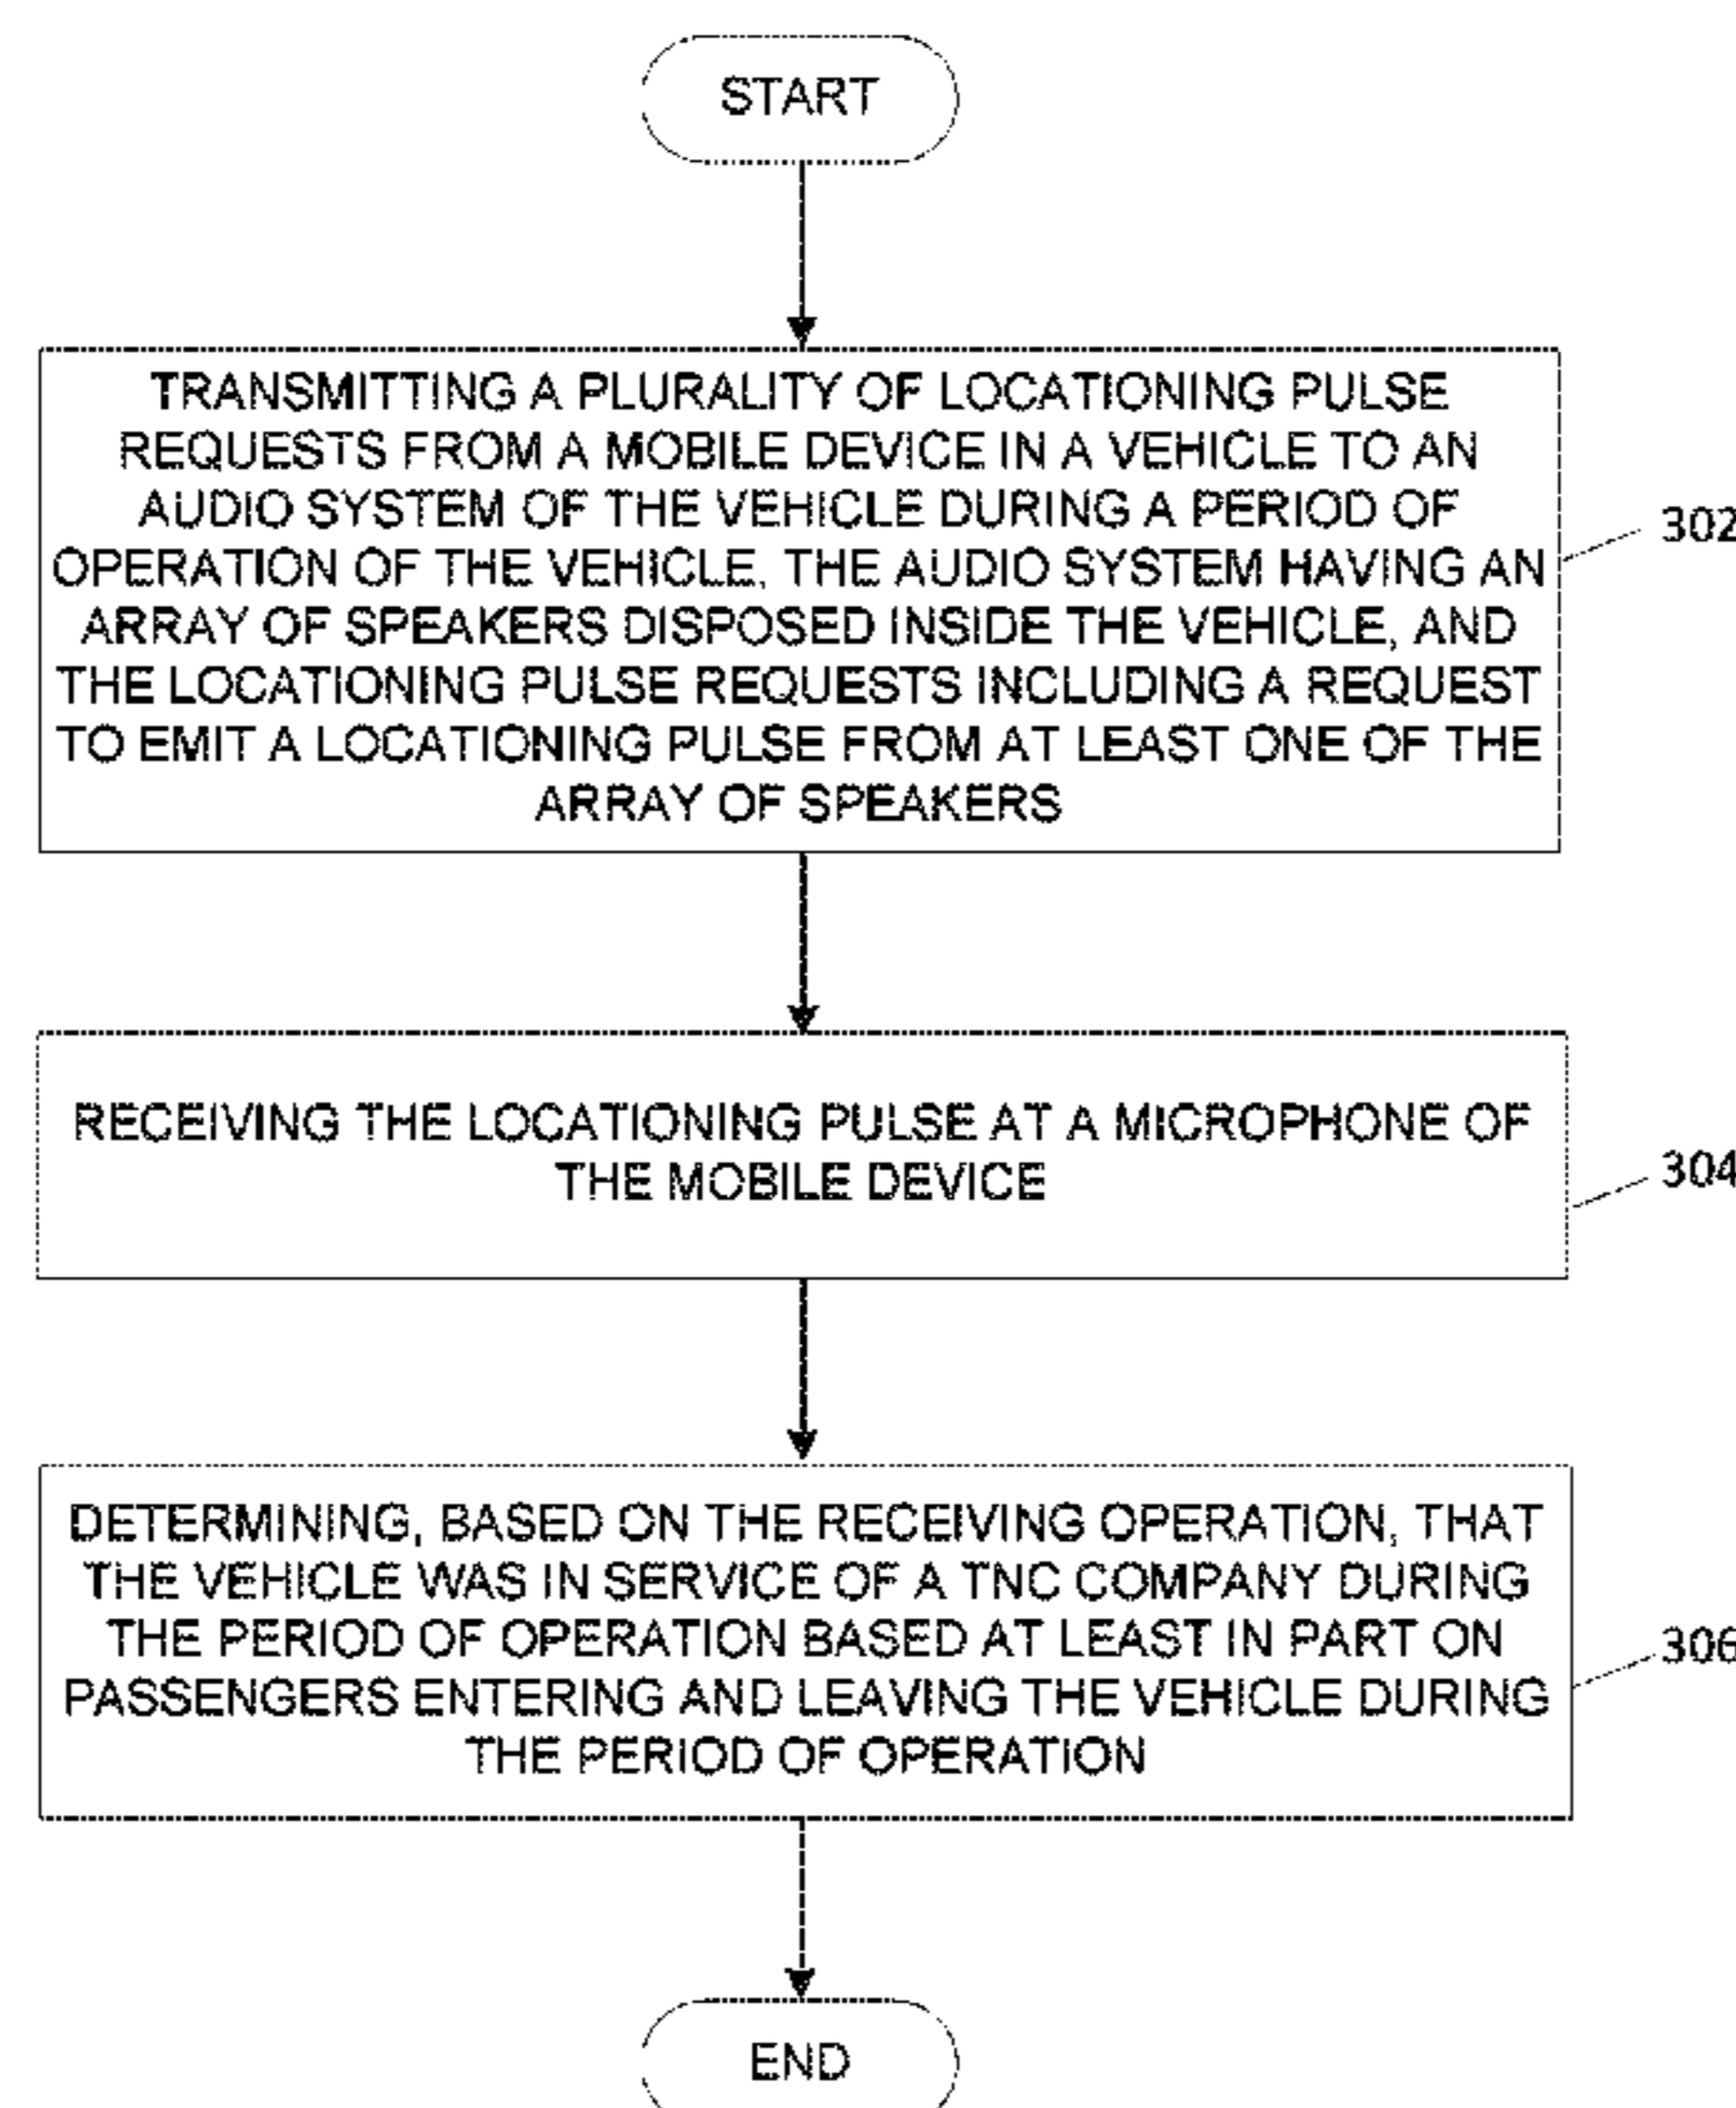 START
TRANSMITTING A PLURALITY OF LOCATIONING PULSE
REQUESTS FROM A MOBILE DEVICE IN A VEHICLE TO AN
AUDIO SYSTEM OF THE VEHICLE DURING A PERIOD OF
OPERATION OF THE VEHICLE, THE AUDIO SYSTEM HAVING AN
ARRAY OF SPEAKERS DISPOSED INSIDE THE VEHICLE, AND
THE LOCATIONING PULSE REQUESTS INCLUDING A REQUEST
TO EMIT A LOCATIONING PULSE FROM AT LEAST ONE OF THE
ARRAY OF SPEAKERS
302
RECEIVING THE LOCATIONING PULSE AT A MICROPHONE OF
THE MOBILE DEVICE
304
DETERMINING, BASED ON THE RECEIVING OPERATION, THAT
THE VEHICLE WAS IN SERVICE OF A TNC COMPANY DURING
THE PERIOD OF OPERATION BASED AT LEAST IN PART ON
PASSENGERS ENTERING AND LEAVING THE VEHICLE DURING
THE PERIOD OF OPERATION
306
END